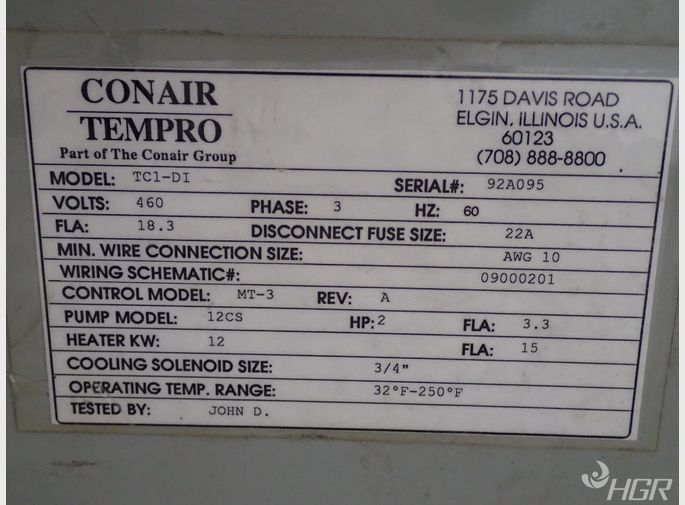 CONAIR
TEMPRO
Part of The Conair Group
1175 DAVIS ROAD
ELGIN, ILLINOIS U.S.A.
60123
(708) 888-8800
MODEL: TC1-DI SERIAL#: 92A095
VOLTS: 460 PHASE: 3 HZ: 60
FLA: 18.3 DISCONNECT FUSE SIZE: 22A
MIN. WIRE CONNECTION SIZE: AWG 10
WIRING SCHEMATIC#: 09000201
CONTROL MODEL: MT-3 REV: A
PUMP MODEL: 12CS HP: 2 FLA: 3.3
HEATER KW: 12 FLA: 15
COOLING SOLENOID SIZE: 3/4"
OPERATING TEMP. RANGE: 32°F-250°F
TESTED BY: JOHN D.
HGR